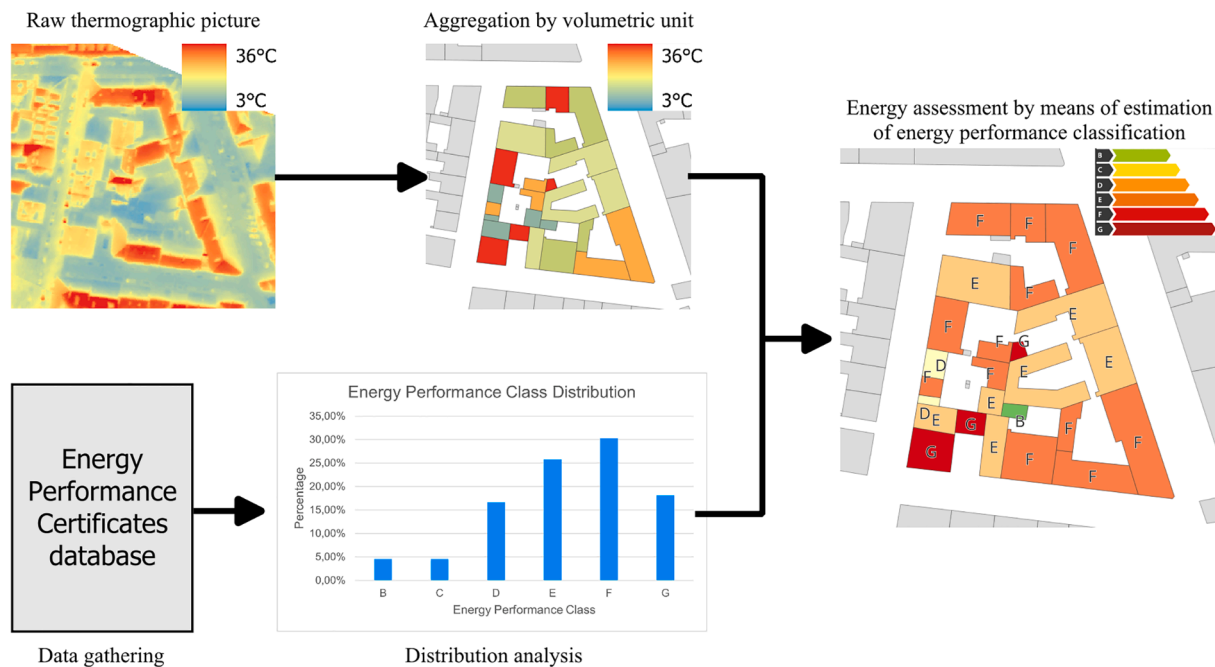 Raw thermographic picture
36°C
3°C
Aggregation by volumetric unit
36°C
3°C
Energy assessment by means of estimation
of energy performance classification
B
C
D
E
F
G
F
F
F
E
F
E
F
F
G
D
F
E
E
F
D
E
E
B
G
F
F
G
E
F
F
Energy
Performance
Certificates
database
Energy Performance Class Distribution
35,00%
30,00%
25,00%
20,00%
15,00%
10,00%
5,00%
0,00%
Percentage
B
C
D
E
F
G
Energy Performance Class
Data gathering
Distribution analysis